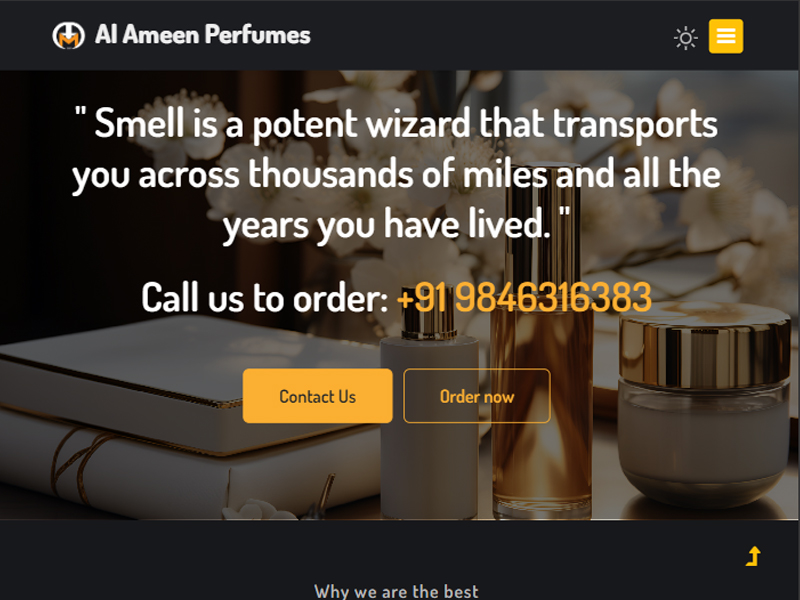 Al Ameen Perfumes
" Smell is a potent wizard that transports
you across thousands of miles and all the
years you have lived. "
Call us to order: +91 9846316383
Contact Us
Order now
Why we are the best